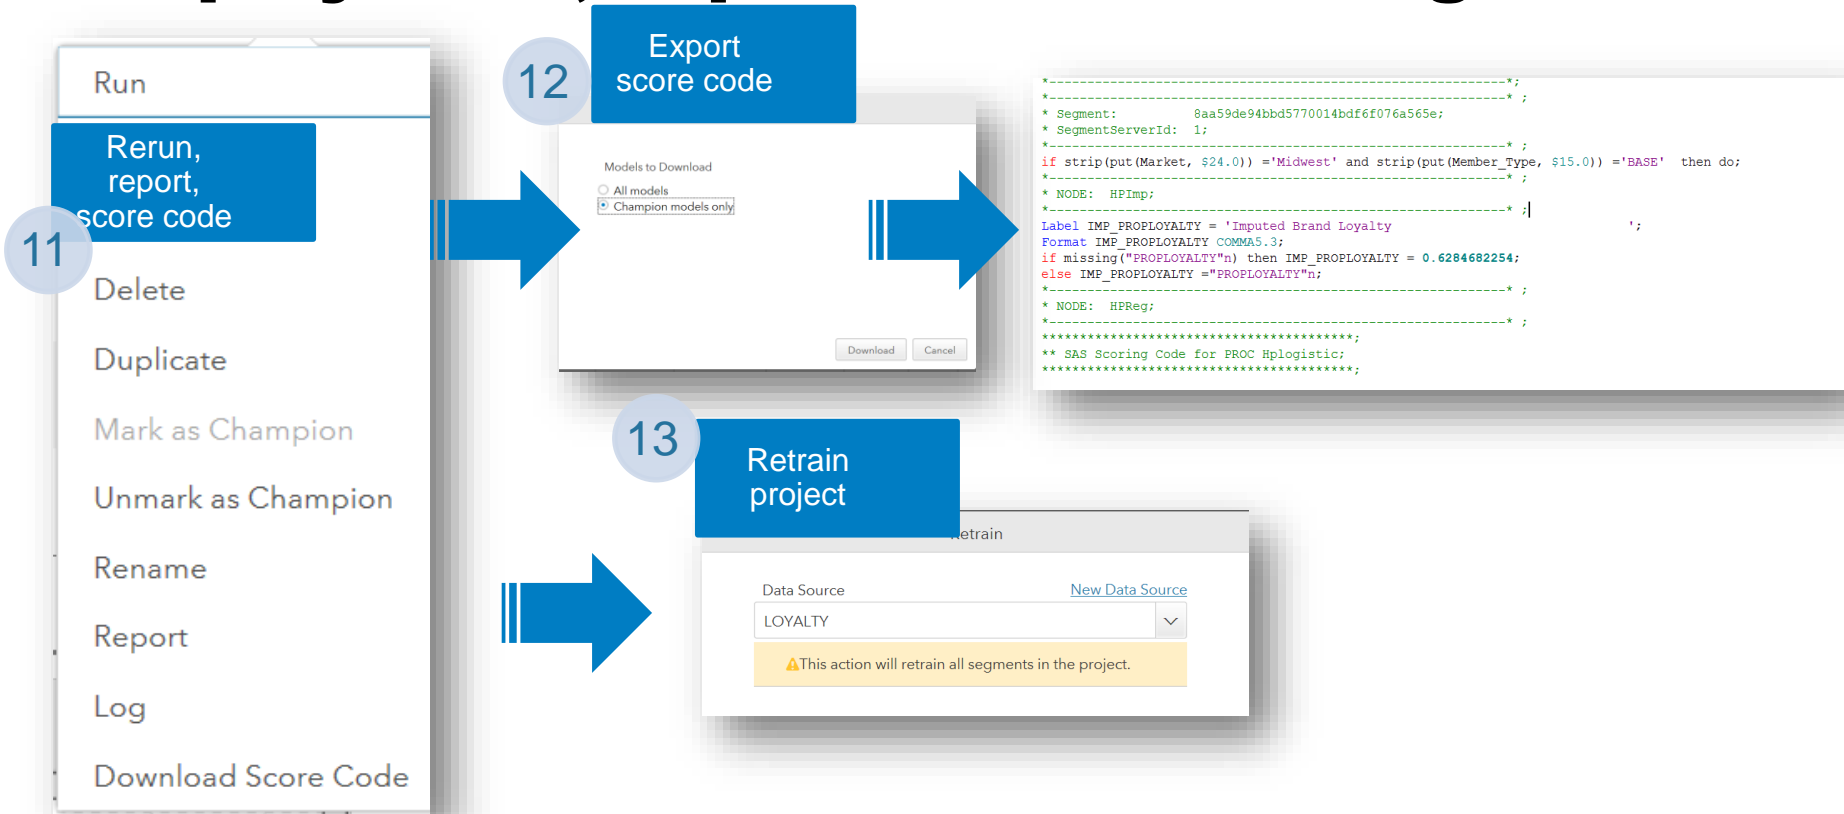 Run
Rerun,
report,
score code
11
Delete
Duplicate
Mark as Champion
Unmark as Champion
Rename
Report
Log
Download Score Code
12
Export
score code
Models to Download
All models
Champion models only
Download Cancel
*------------------------------------------------------------*;
*------------------------------------------------------------* ;
* Segment: 8aa59de94bbd5770014bdf6f076a565e;
* SegmentServerId: 1;
*------------------------------------------------------------* ;
if strip(put(Market, $24.0)) ='Midwest' and strip(put(Member_Type, $15.0)) ='BASE' then do;
*------------------------------------------------------------* ;
* NODE: HPImp;
*------------------------------------------------------------* ;
Label IMP_PROPLOYALTY = 'Imputed Brand Loyalty ';
Format IMP_PROPLOYALTY COMMA5.3;
if missing("PROPLOYALTY"n) then IMP_PROPLOYALTY = 0.6284682254;
else IMP_PROPLOYALTY ="PROPLOYALTY"n;
*------------------------------------------------------------* ;
* NODE: HPReg;
*------------------------------------------------------------* ;
*****************************************;
** SAS Scoring Code for PROC Hplogistic;
*****************************************;
13
Retrain
project
etrain
Data Source New Data Source
LOYALTY
This action will retrain all segments in the project.